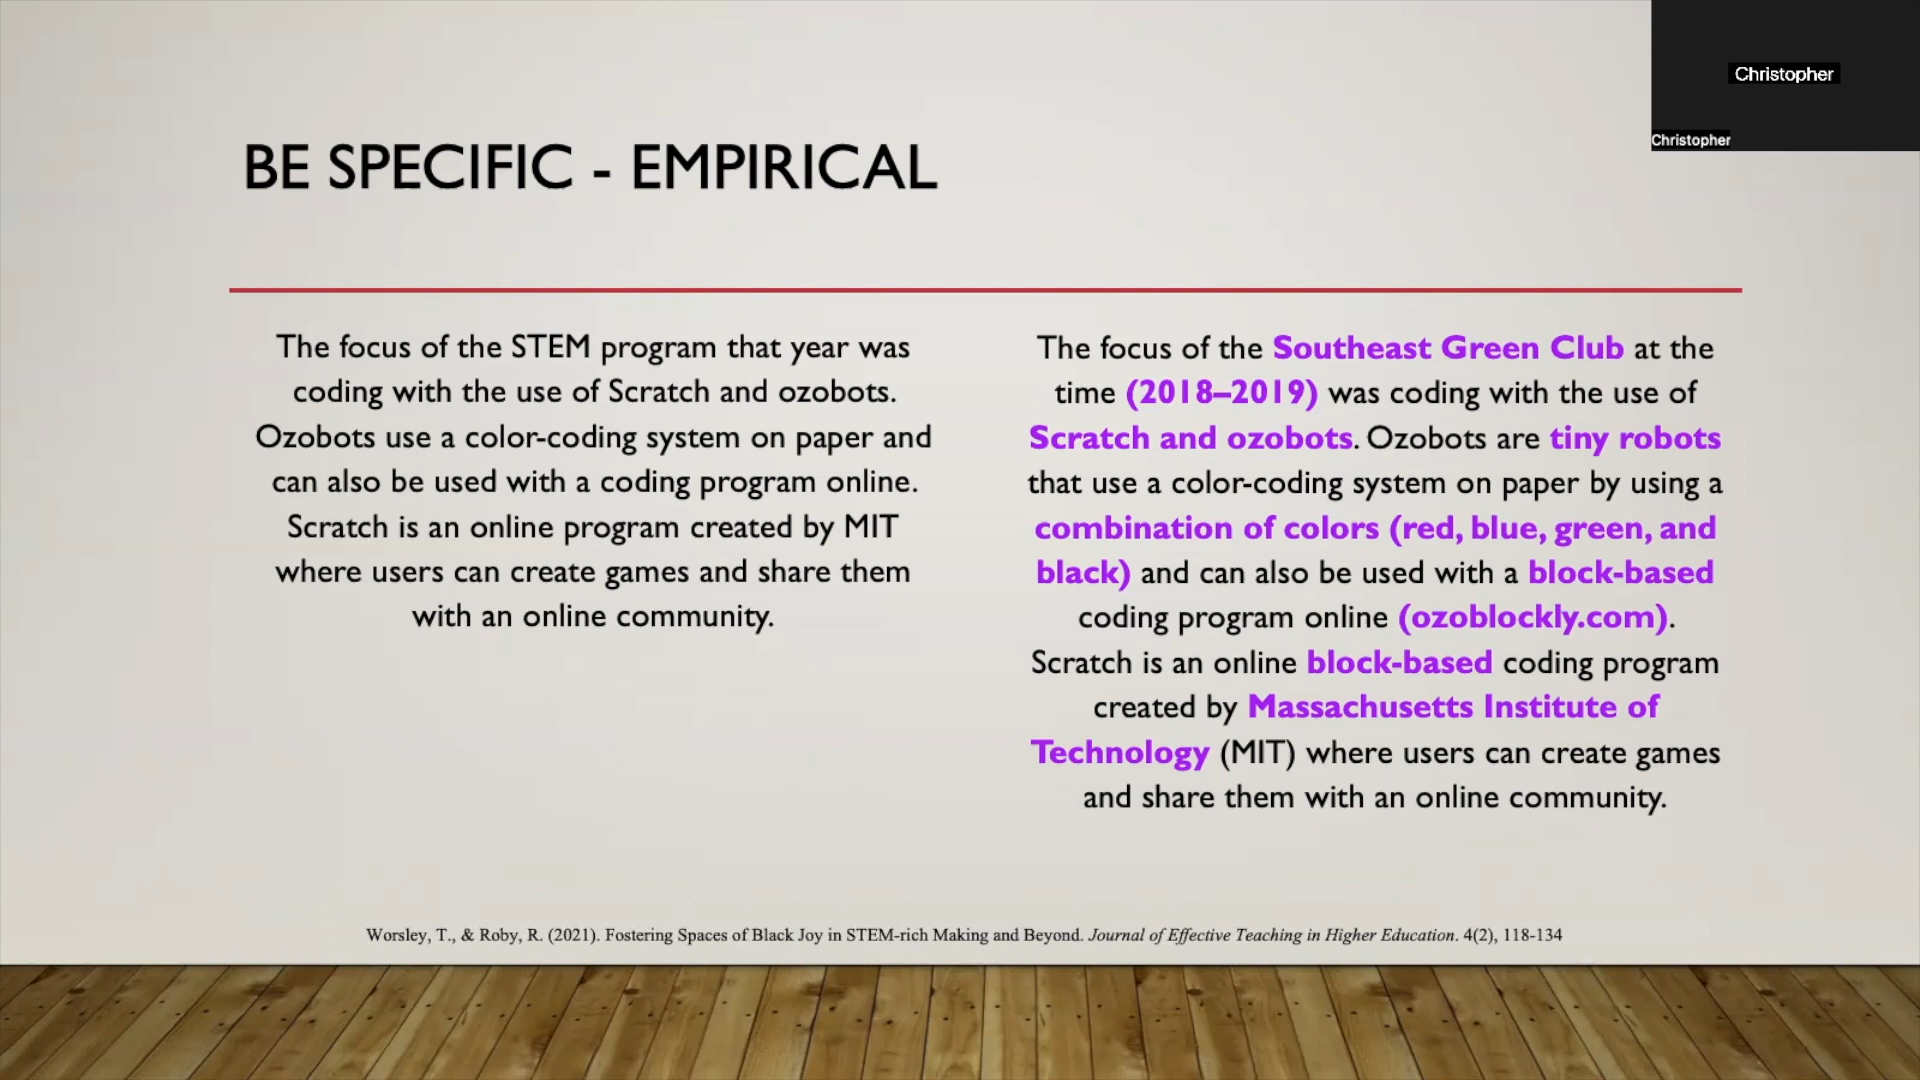 Christopher
Christopher
BE SPECIFIC - EMPIRICAL
The focus of the STEM program that year was
coding with the use of Scratch and ozobots.
Ozobots use a color-coding system on paper and
can also be used with a coding program online.
Scratch is an online program created by MIT
where users can create games and share them
with an online community.
The focus of the Southeast Green Club at the
time (2018–2019) was coding with the use of
Scratch and ozobots. Ozobots are tiny robots
that use a color-coding system on paper by using a
combination of colors (red, blue, green, and
black) and can also be used with a block-based
coding program online (ozoblockly.com).
Scratch is an online block-based coding program
created by Massachusetts Institute of
Technology (MIT) where users can create games
and share them with an online community.
Worsley, T., & Roby, R. (2021). Fostering Spaces of Black Joy in STEM-rich Making and Beyond. Journal of Effective Teaching in Higher Education. 4(2), 118-134